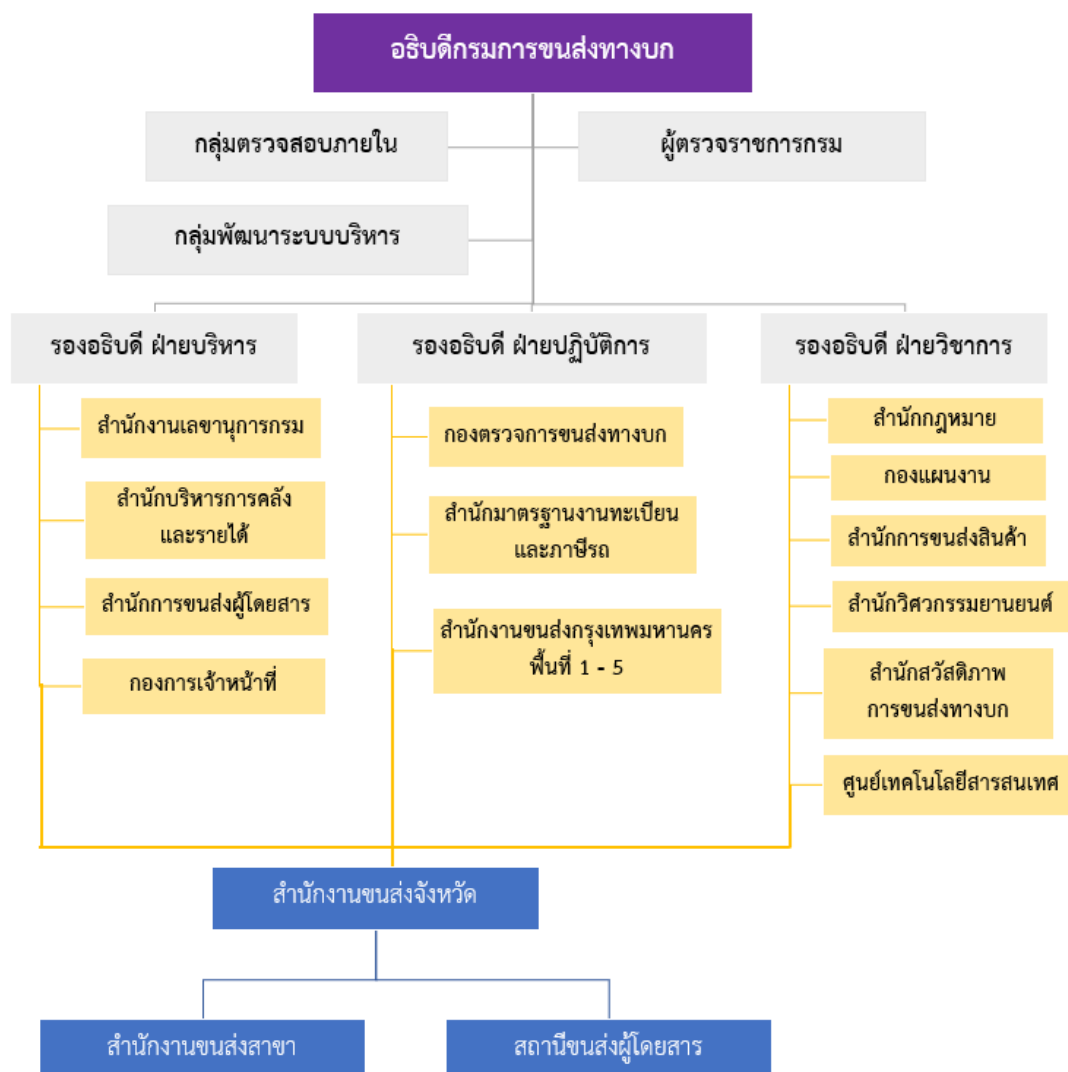 อธิบดีกรมการขนส่งทางบก
กลุ่มตรวจสอบภายใน
ผู้ตรวจราชการกรม
กลุ่มพัฒนาระบบบริหาร
รองอธิบดี ฝ่ายบริหาร
รองอธิบดี ฝ่ายปฏิบัติการ
รองอธิบดี ฝ่ายวิชาการ
สำนักงานเลขานุการกรม
สำนักบริหารการคลัง
และรายได้
สำนักการขนส่งผู้โดยสาร
กองการเจ้าหน้าที่
กองตรวจการขนส่งทางบก
สำนักมาตรฐานงานทะเบียน
และภาษีรถ
สำนักงานขนส่งกรุงเทพมหานคร
พื้นที่ 1 - 5
สำนักกฎหมาย
กองแผนงาน
สำนักการขนส่งสินค้า
สำนักวิศวกรรมยานยนต์
สำนักสวัสดิภาพ
การขนส่งทางบก
ศูนย์เทคโนโลยีสารสนเทศ
สำนักงานขนส่งจังหวัด
สำนักงานขนส่งสาขา
สถานีขนส่งผู้โดยสาร